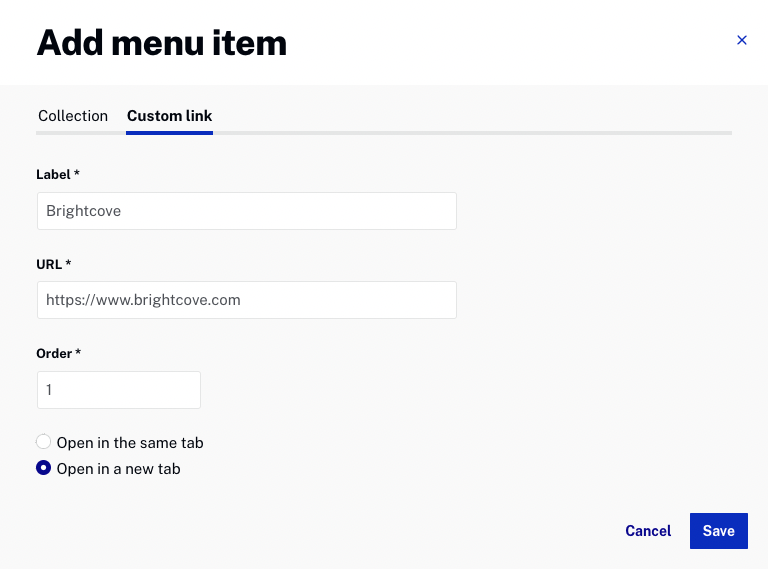 Add menu item
×
Collection Custom link
Label *
Brightcove
URL *
https://www.brightcove.com
Order *
1
Open in the same tab
Open in a new tab
Cancel Save